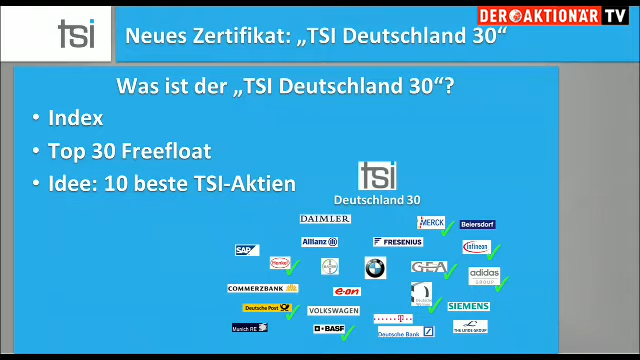 DER AKTIONÄR TV
tsi
Neues Zertifikat: „TSI Deutschland 30“
Was ist der „TSI Deutschland 30“?
• Index
• Top 30 Freefloat
• Idee: 10 beste TSI-Aktien
tsi
Deutschland 30
DAIMLER
MERCK
Beiersdorf
SAP
Allianz
FRESENIUS
infineon
Henkel
BAYER
BMW
GEA
adidas
GROUP
COMMERZBANK
e·on
Deutsche
Wohnen
Deutsche Post
VOLKSWAGEN
SIEMENS
Munich RE
BASF
T
Deutsche Bank
THE LINDE GROUP